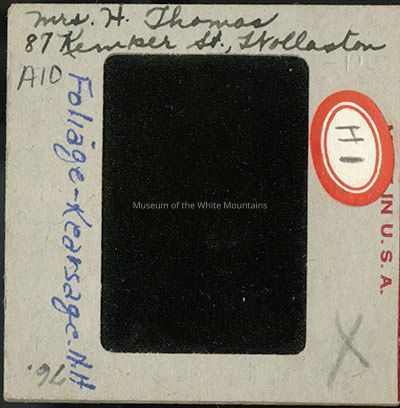 Mrs. H. Thomas
87 Kemper St., Wollaston
A10
Foliage-Kearsage-N.H.
76.
H1
IN U.S.A.
X
Museum of the White Mountains